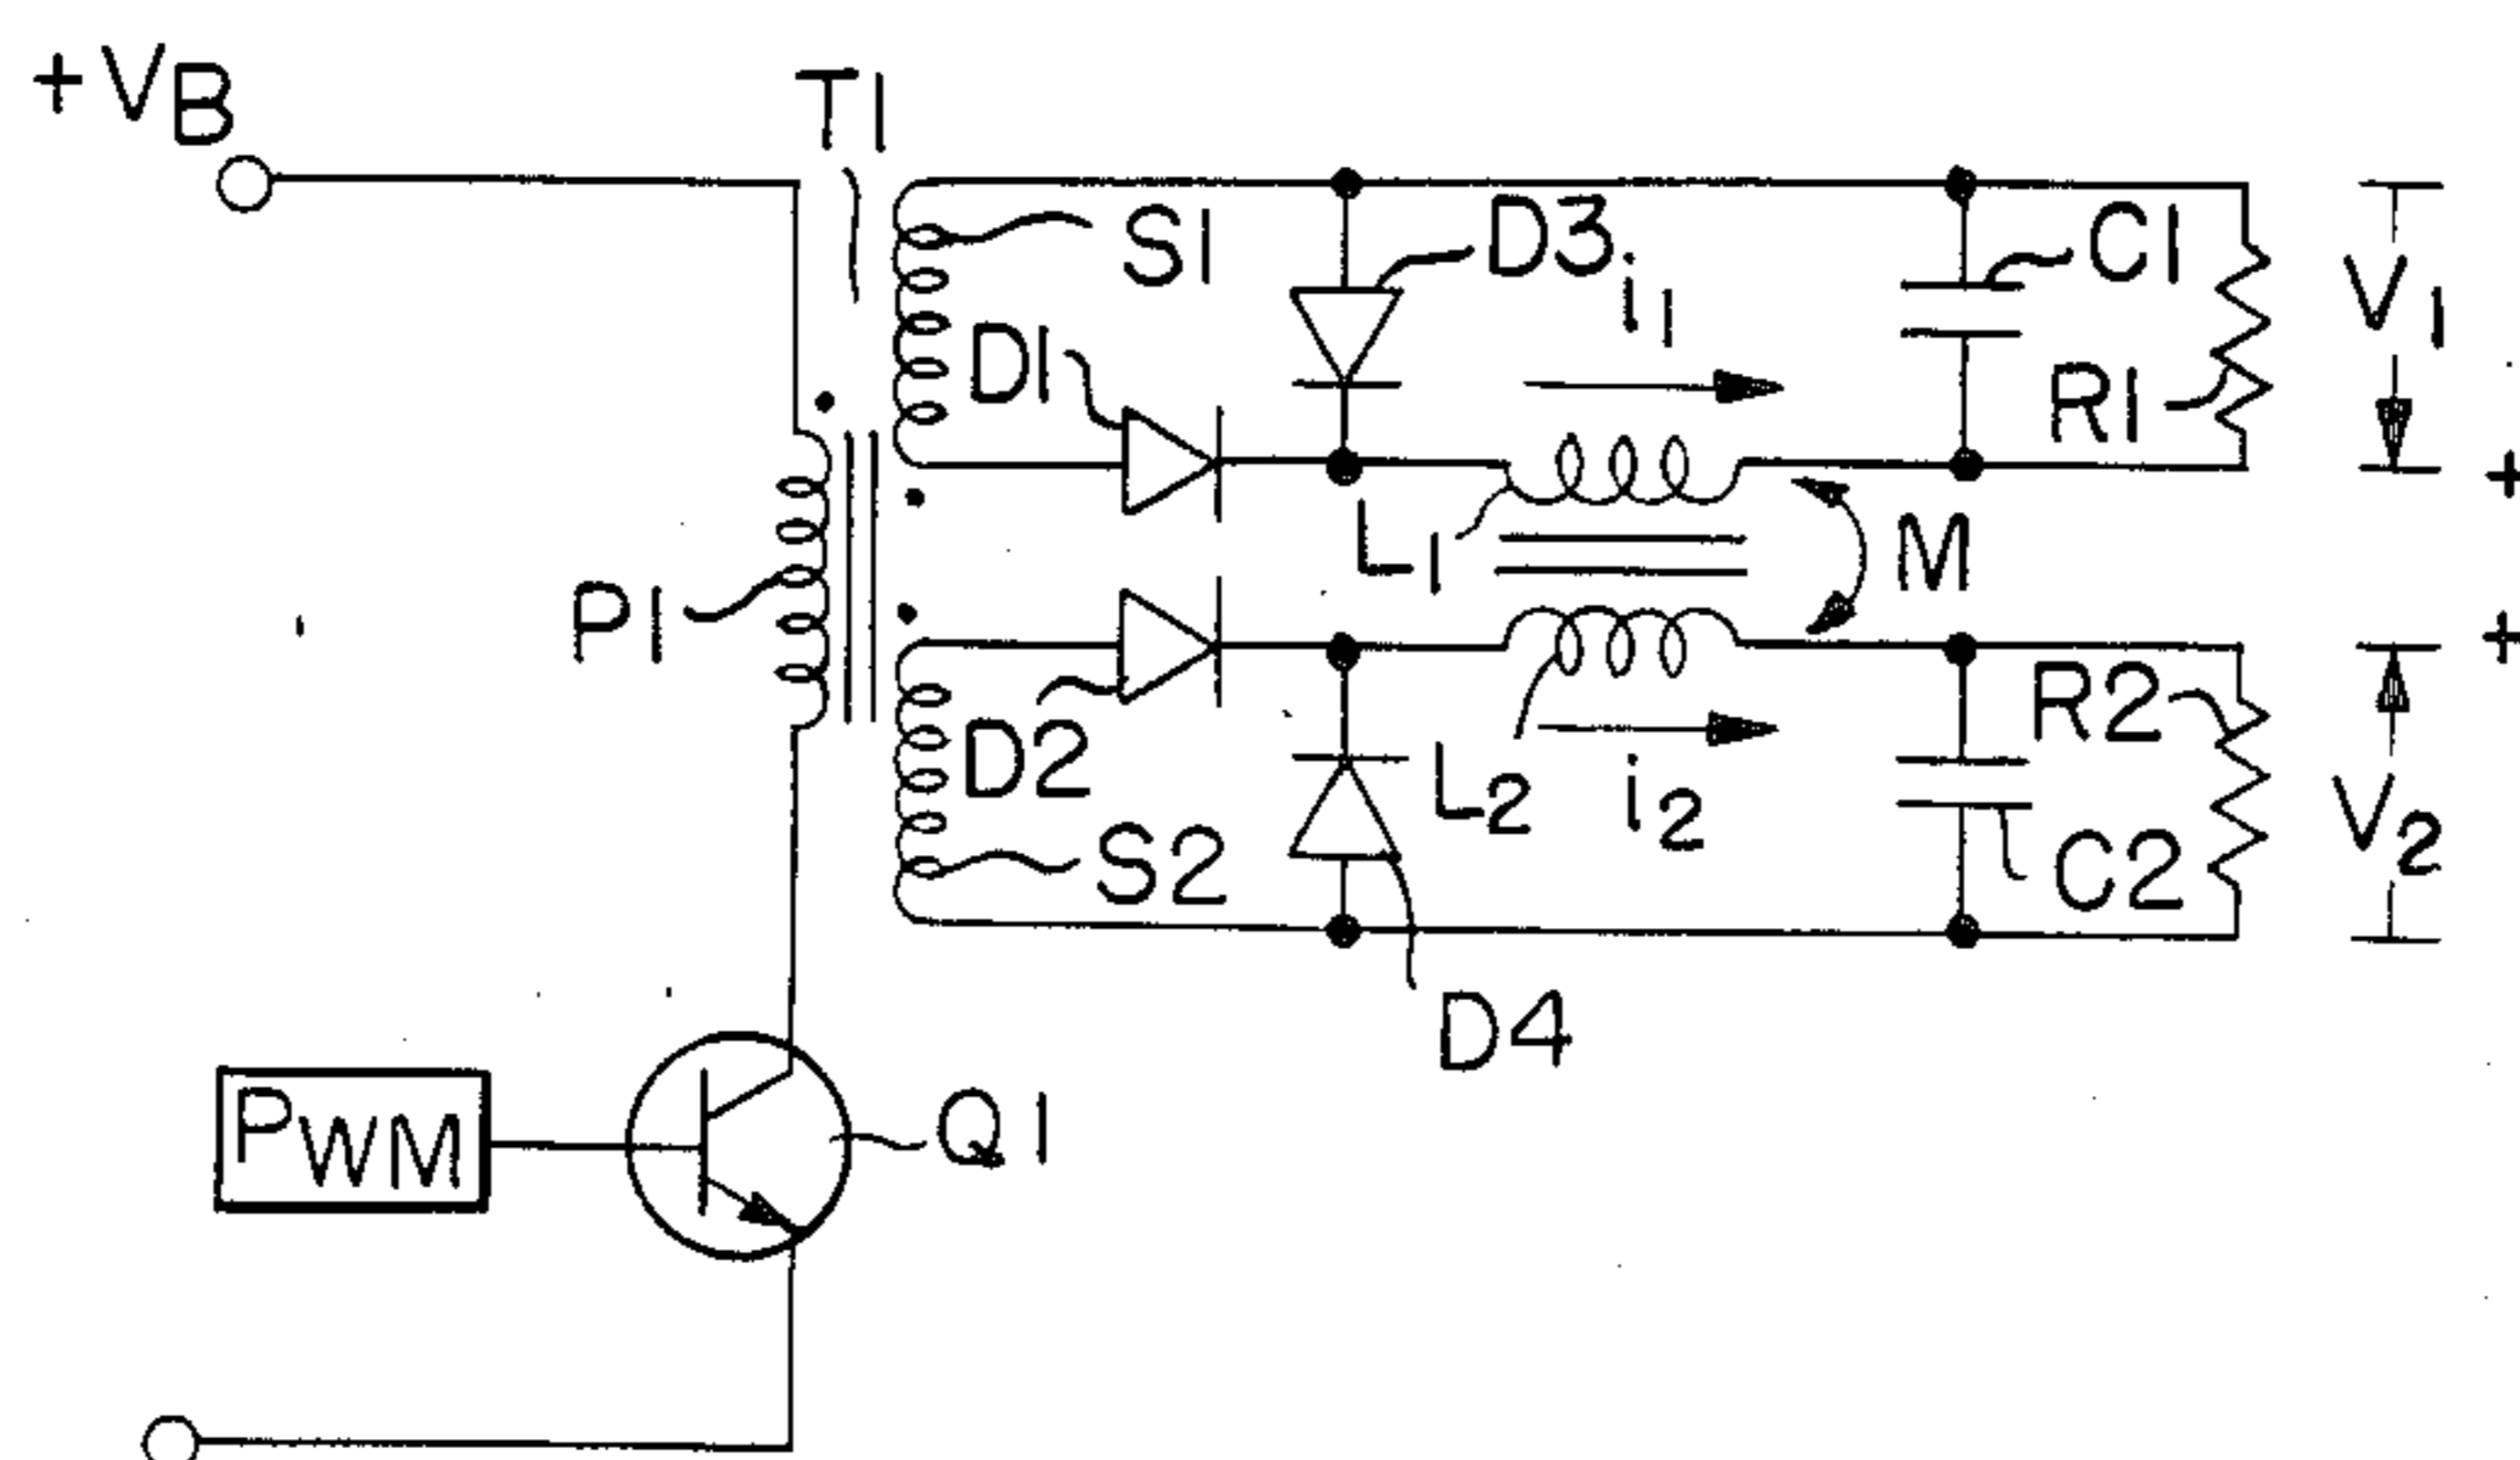 +VB
T1
S1
D3
i1
C1
V1
D1
R1
+
L1
M
P1
+
R2
D2
L2
i2
V2
S2
C2
D4
PWM
Q1